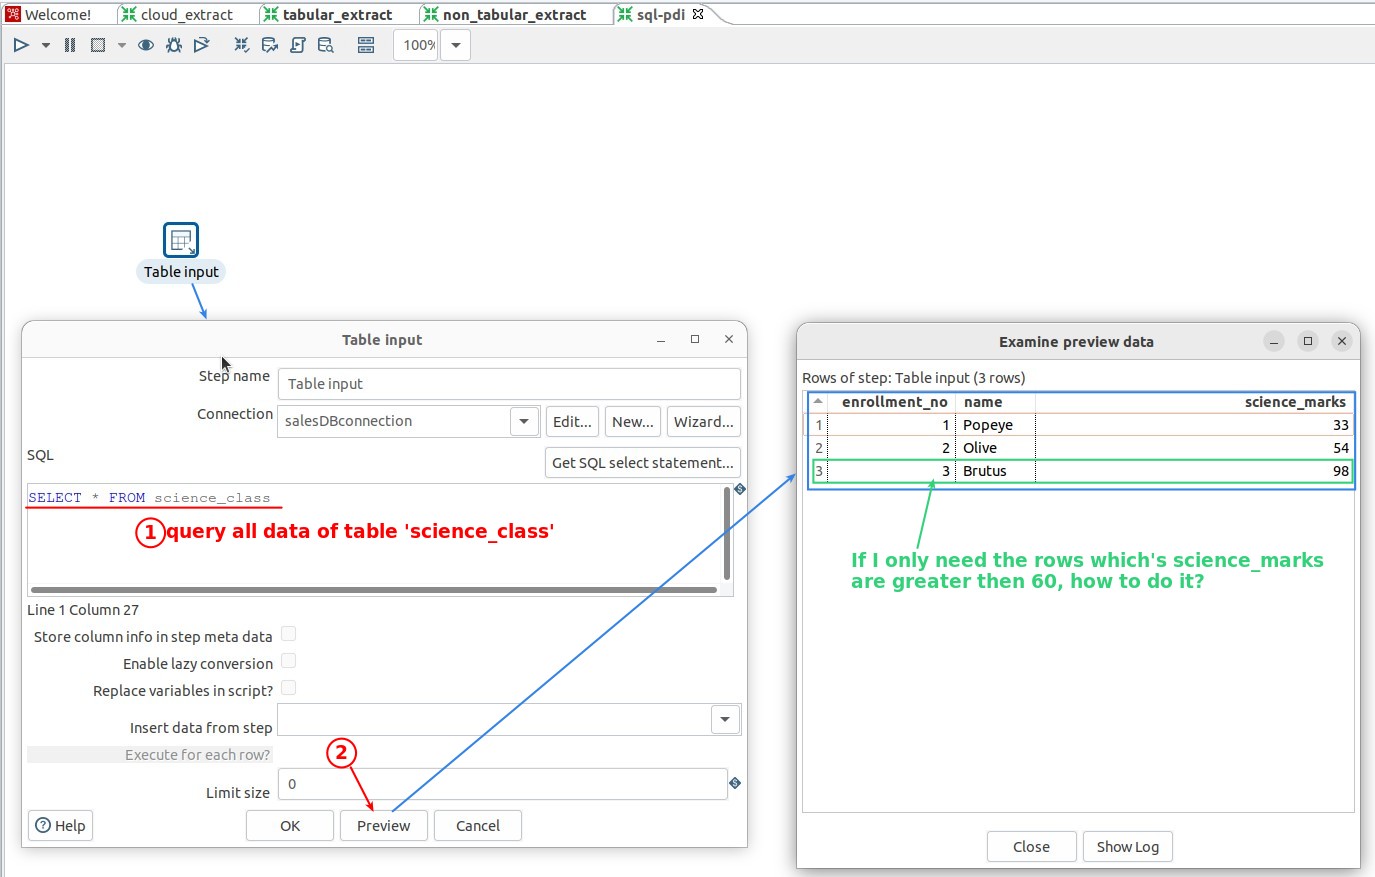 Welcome!
cloud_extract
tabular_extract
non_tabular_extract
sql-pdi
100%
Table input
Table input
Step name
Table input
Connection
salesDBconnection
Edit...
New...
Wizard...
SQL
Get SQL select statement...
SELECT * FROM science_class
1 query all data of table 'science_class'
Line 1 Column 27
Store column info in step meta data
Enable lazy conversion
Replace variables in script?
Insert data from step
2
Execute for each row?
Limit size
0
Help
OK
Preview
Cancel
Examine preview data
Rows of step: Table input (3 rows)
enrollment_no name science_marks
1 1 Popeye 33
2 2 Olive 54
3 3 Brutus 98
If I only need the rows which's science_marks
are greater then 60, how to do it?
Close
Show Log